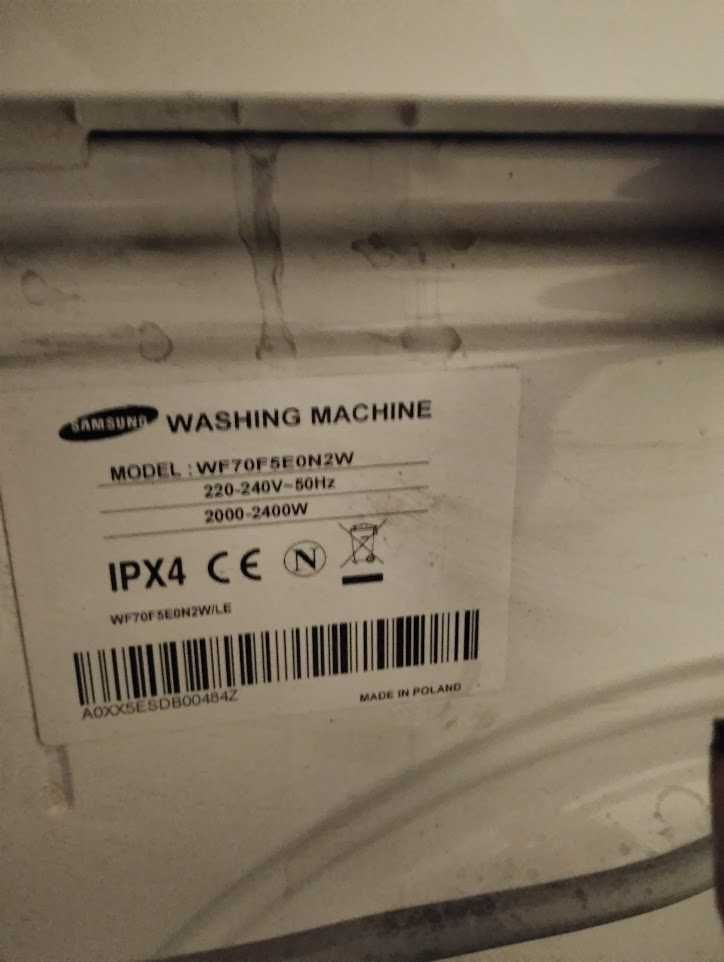 SAMSUNG WASHING MACHINE
MODEL : WF70F5E0N2W
220-240V~50Hz
2000-2400W
IPX4 CE N
WF70F5E0N2W/LE
A0XX5ESDB00484Z
MADE IN POLAND